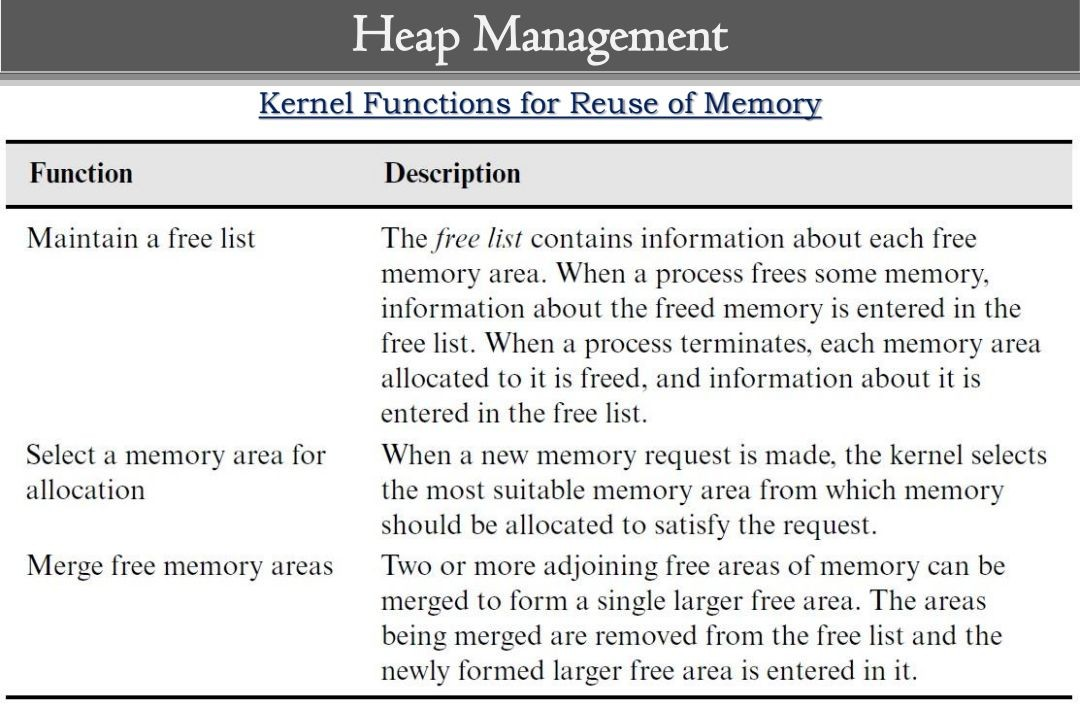 Heap Management
Kernel Functions for Reuse of Memory
Function Description
Maintain a free list The free list contains information about each free
memory area. When a process frees some memory,
information about the freed memory is entered in the
free list. When a process terminates, each memory area
allocated to it is freed, and information about it is
entered in the free list.
Select a memory area for When a new memory request is made, the kernel selects
allocation the most suitable memory area from which memory
should be allocated to satisfy the request.
Merge free memory areas Two or more adjoining free areas of memory can be
merged to form a single larger free area. The areas
being merged are removed from the free list and the
newly formed larger free area is entered in it.